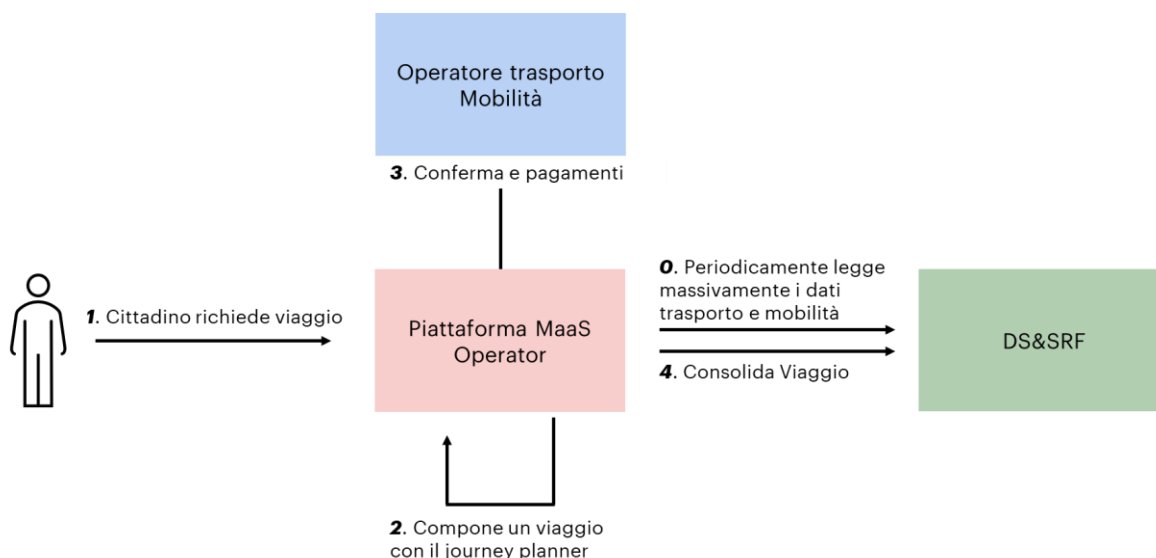 Operatore trasporto
Mobilità
3. Conferma e pagamenti
0. Periodicamente legge
massivamente i dati
trasporto e mobilità
1. Cittadino richiede viaggio
Piattaforma MaaS
Operator
DS&SRF
4. Consolida Viaggio
2. Compone un viaggio
con il journey planner